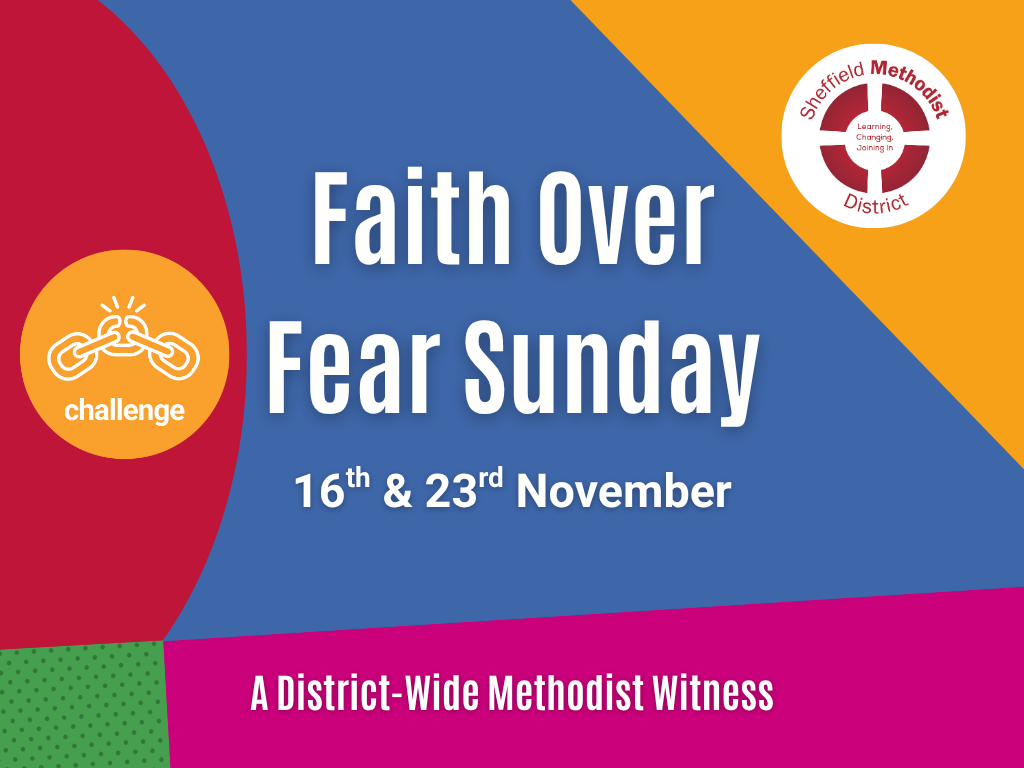 Sheffield Methodist
Learning,
Changing,
Joining In
District
Faith Over
Fear Sunday
challenge
16th & 23rd November
A District-Wide Methodist Witness